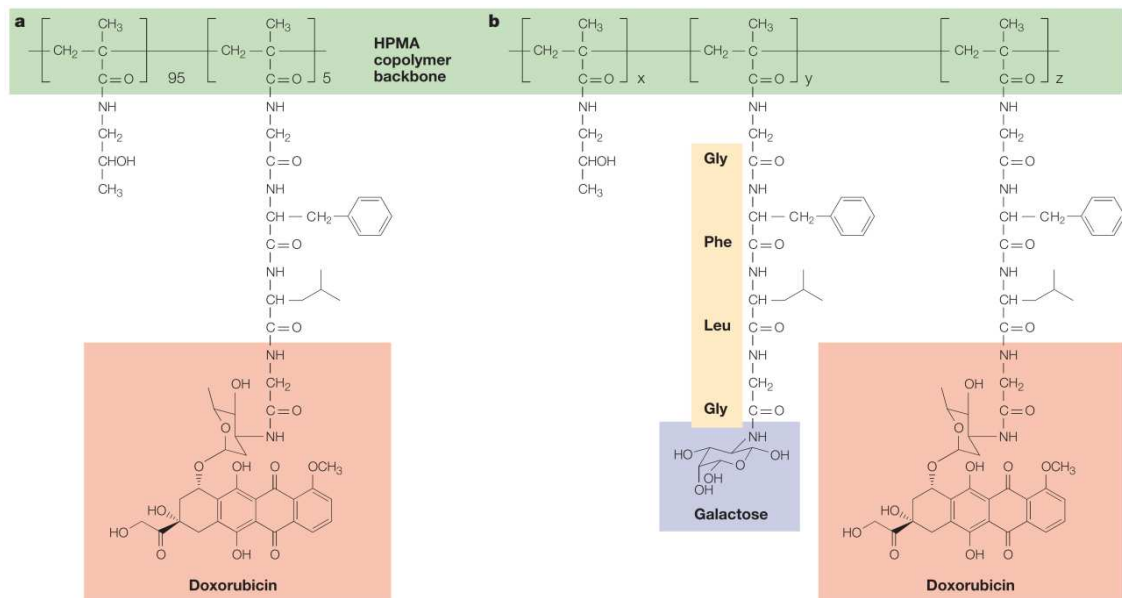 a
CH3
CH3
CH2
C
CH2
C
C=O
95
C=O
5
HPMA
copolymer
backbone
NH
CH2
CHOH
CH3
NH
CH2
C=O
NH
CH
CH2
C=O
NH
CH
C=O
NH
CH2
C=O
NH
OH
O
O
OH
O
OCH3
HO
HO
O
OH
O
Doxorubicin
b
CH3
CH3
CH3
CH2
C
CH2
C
CH2
C
C=O
x
C=O
y
C=O
z
NH
CH2
CHOH
CH3
NH
CH2
Gly
C=O
NH
CH
CH2
Phe
C=O
NH
CH
Leu
C=O
NH
CH2
Gly
C=O
NH
HO
HO
O
OH
OH
Galactose
NH
CH2
C=O
NH
CH
CH2
C=O
NH
CH
C=O
NH
CH2
C=O
NH
OH
O
O
OH
O
OCH3
HO
HO
O
OH
O
Doxorubicin